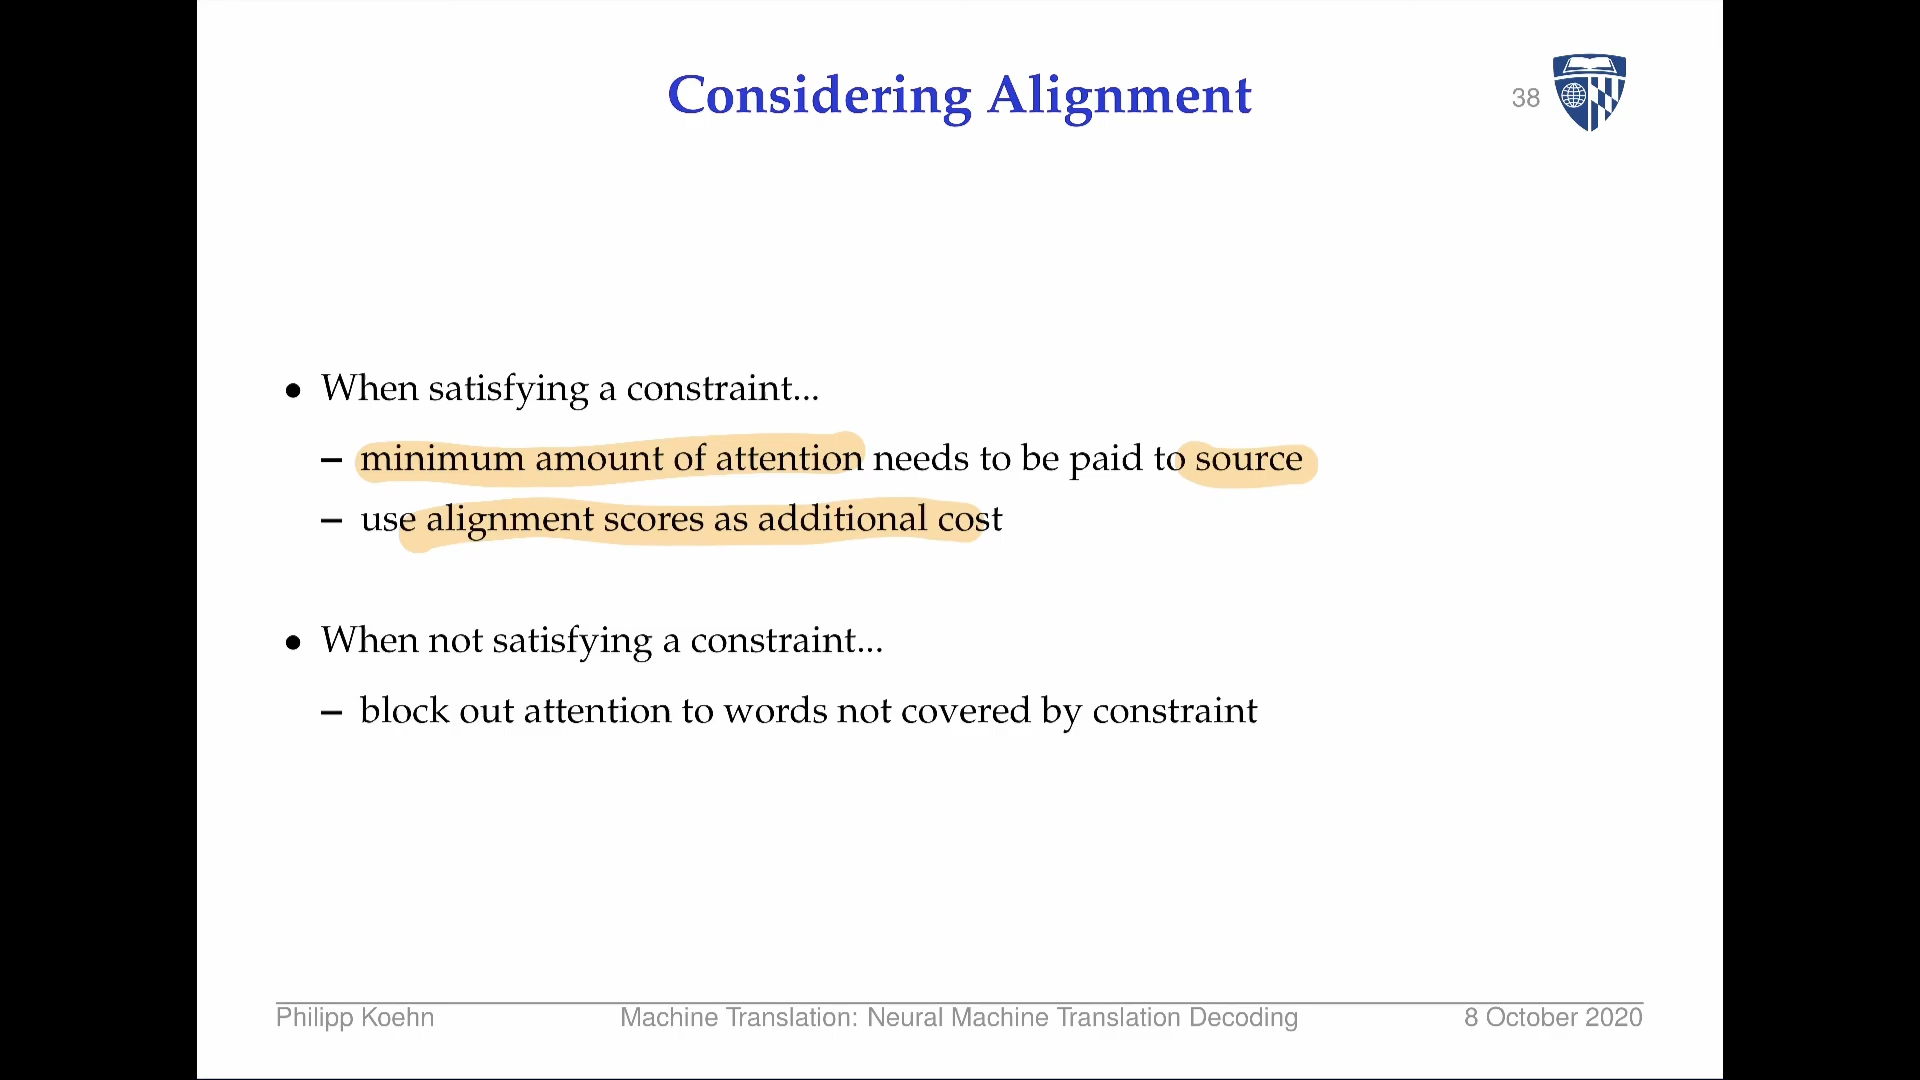 Considering Alignment
38
• When satisfying a constraint...
– minimum amount of attention needs to be paid to source
– use alignment scores as additional cost
• When not satisfying a constraint...
– block out attention to words not covered by constraint
Philipp Koehn Machine Translation: Neural Machine Translation Decoding 8 October 2020